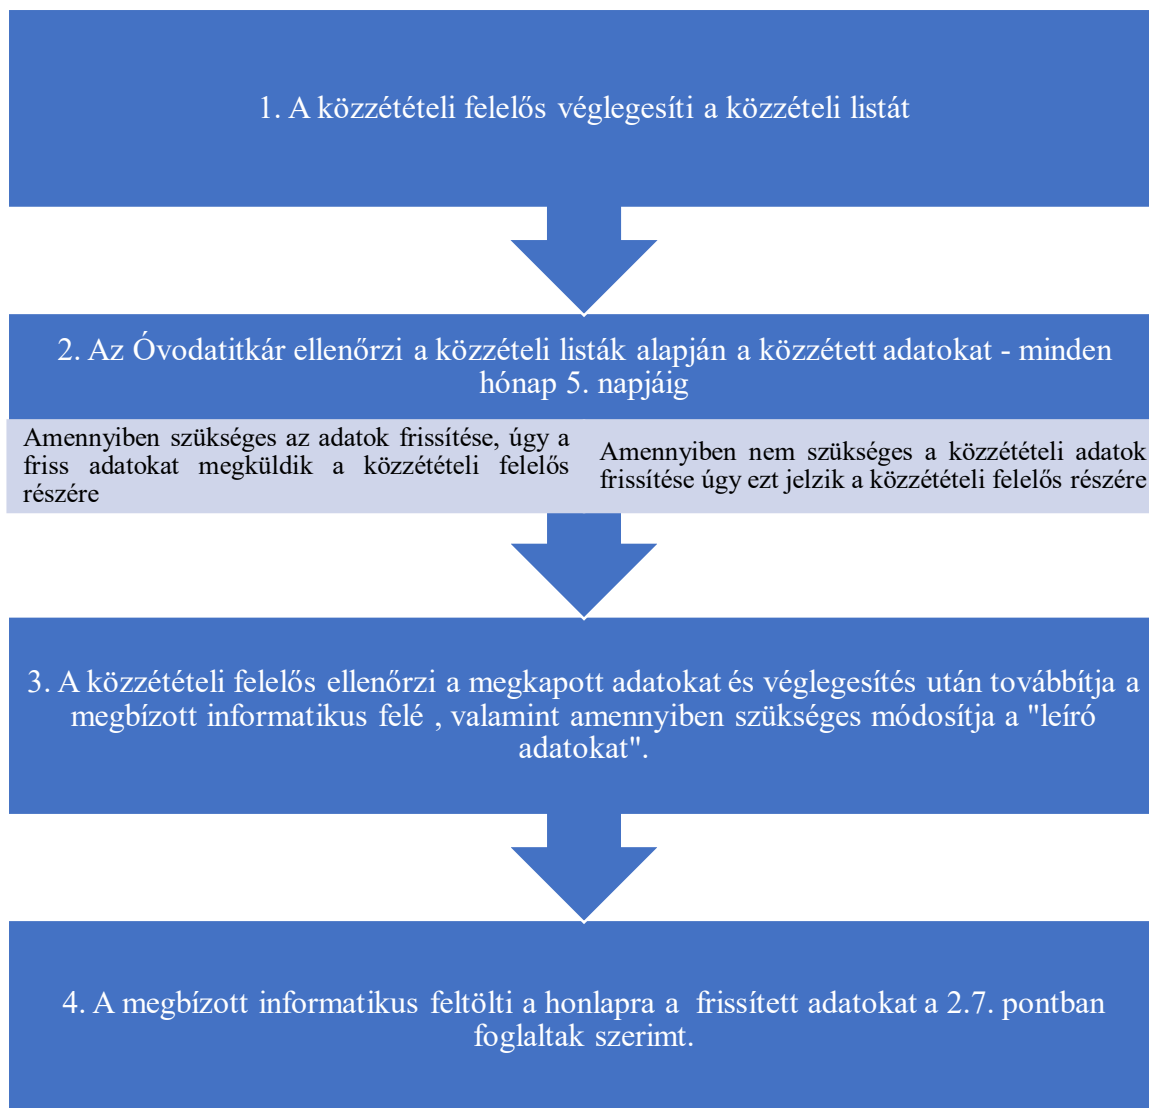 1. A közzétételi felelős véglegesíti a közzételi listát
2. Az Óvodatitkár ellenőrzi a közzételi listák alapján a közzétett adatokat - minden
hónap 5. napjáig
Amennyiben szükséges az adatok frissítése, úgy a
friss adatokat megküldik a közzétételi felelős
részére
Amennyiben nem szükséges a közzétételi adatok
frissítése úgy ezt jelzik a közzétételi felelős részére
3. A közzétételi felelős ellenőrzi a megkapott adatokat és véglegesítés után továbbítja a
megbízott informatikus felé , valamint amennyiben szükséges módosítja a "leíró
adatokat".
4. A megbízott informatikus feltölti a honlapra a  frissített adatokat a 2.7. pontban
foglaltak szerimt.